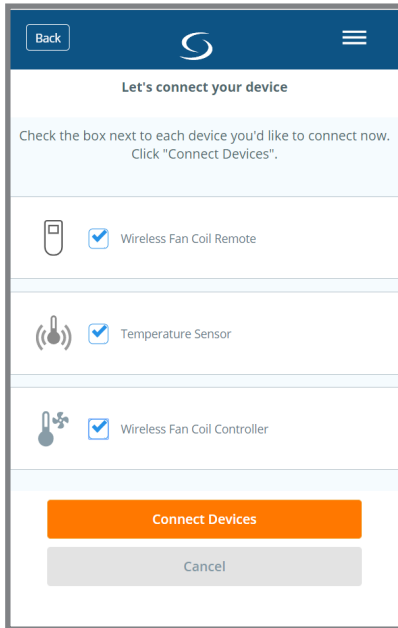 Back
Let's connect your device
Check the box next to each device you'd like to connect now.
Click "Connect Devices".
Wireless Fan Coil Remote
Temperature Sensor
Wireless Fan Coil Controller
Connect Devices
Cancel